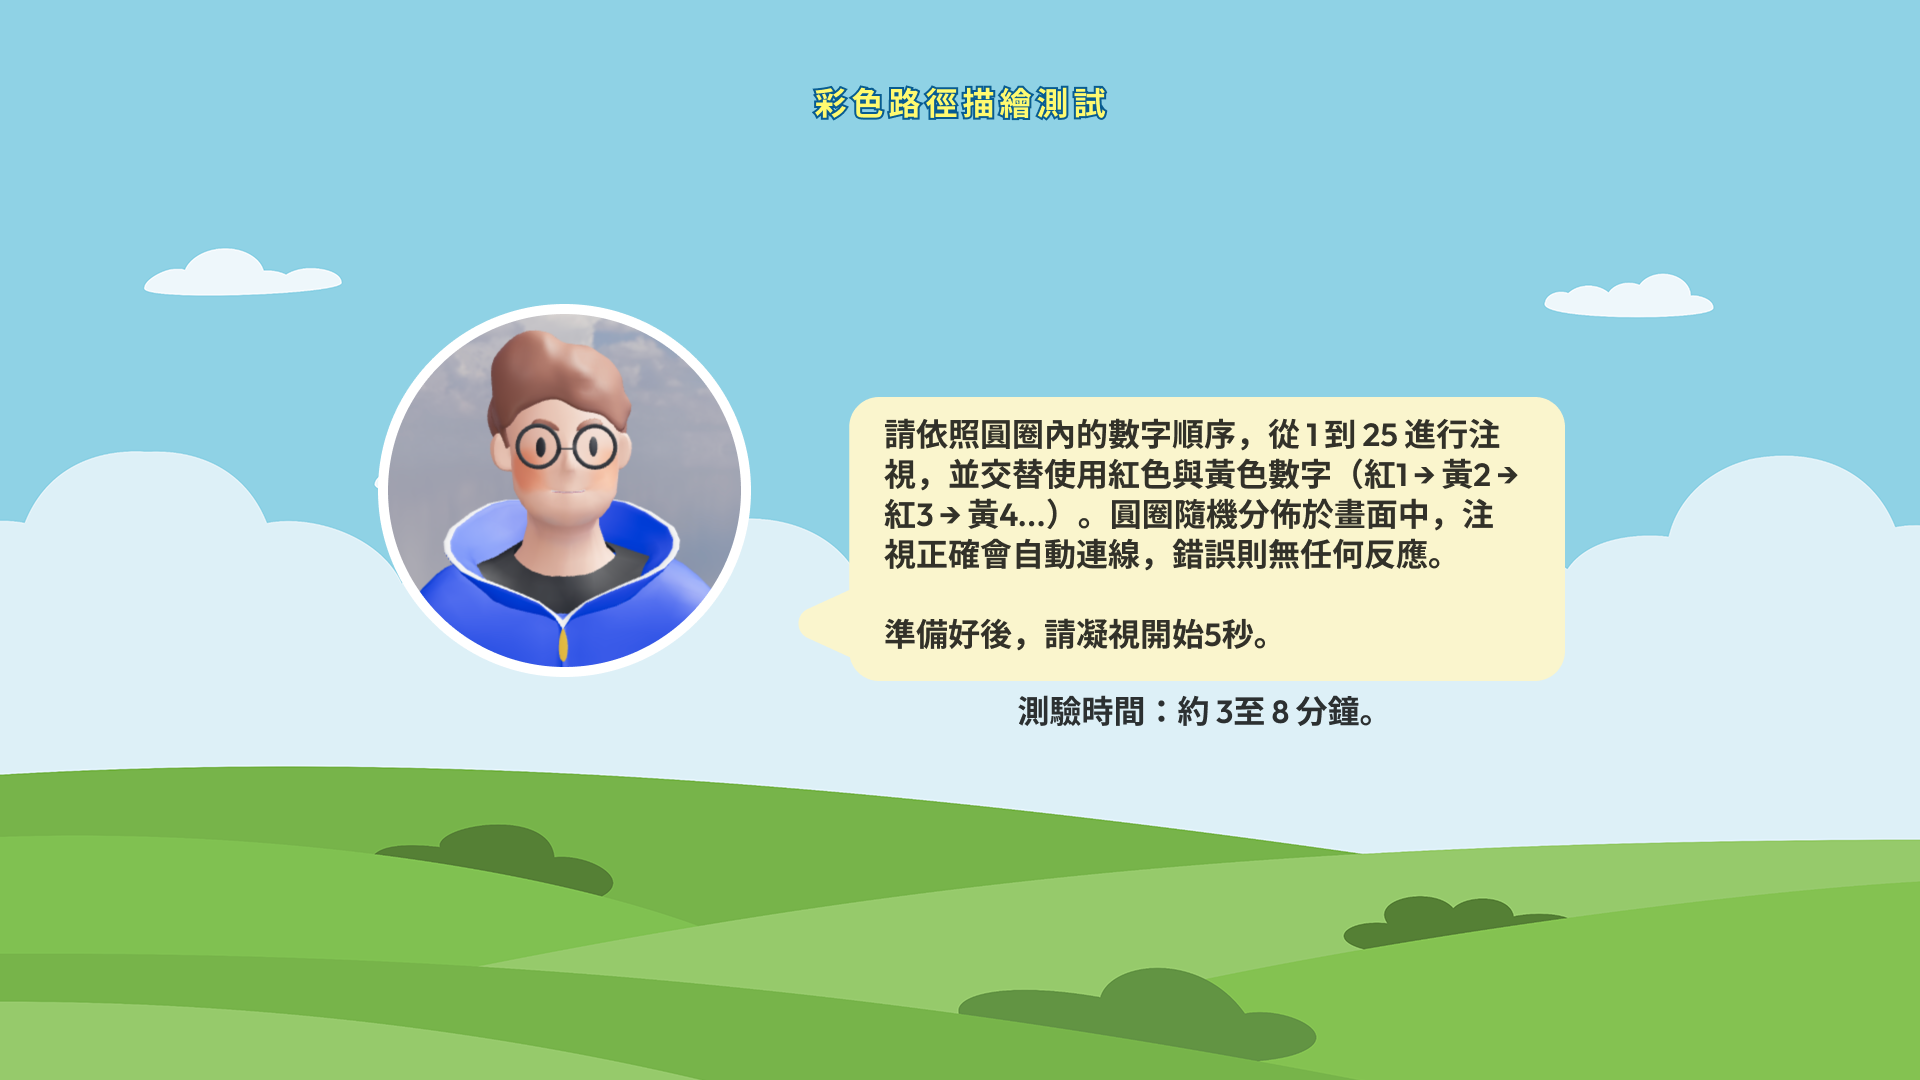 彩色路徑描繪測試
請依照圓圈內的數字順序，從 1 到 25 進行注
視，並交替使用紅色與黃色數字（紅1 → 黃2 →
紅3 → 黃4...）。圓圈隨機分佈於畫面中，注
視正確會自動連線，錯誤則無任何反應。
準備好後，請凝視開始5秒。
測驗時間：約 3至 8 分鐘。